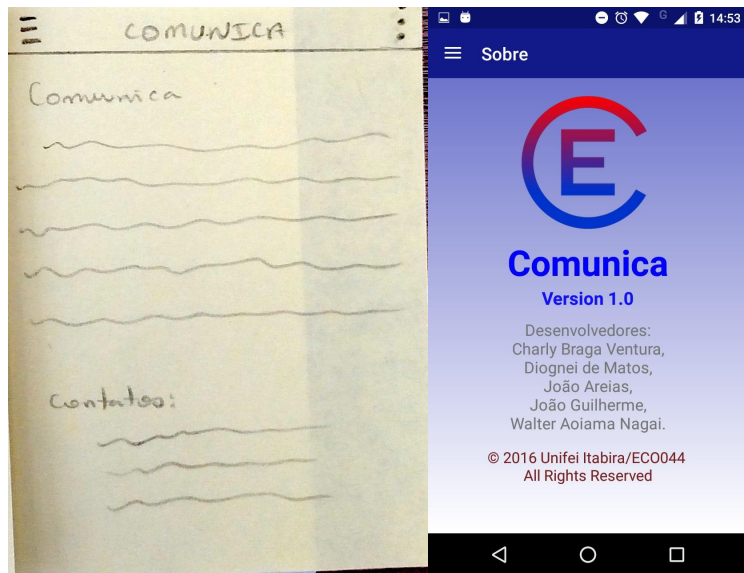 COMUNICA
Comunica
Contatos:
G 14:53
Sobre
CE
Comunica
Version 1.0
Desenvolvedores:
Charly Braga Ventura,
Diognei de Matos,
João Areias,
João Guilherme,
Walter Aoiama Nagai.
© 2016 Unifei Itabira/ECO044
All Rights Reserved